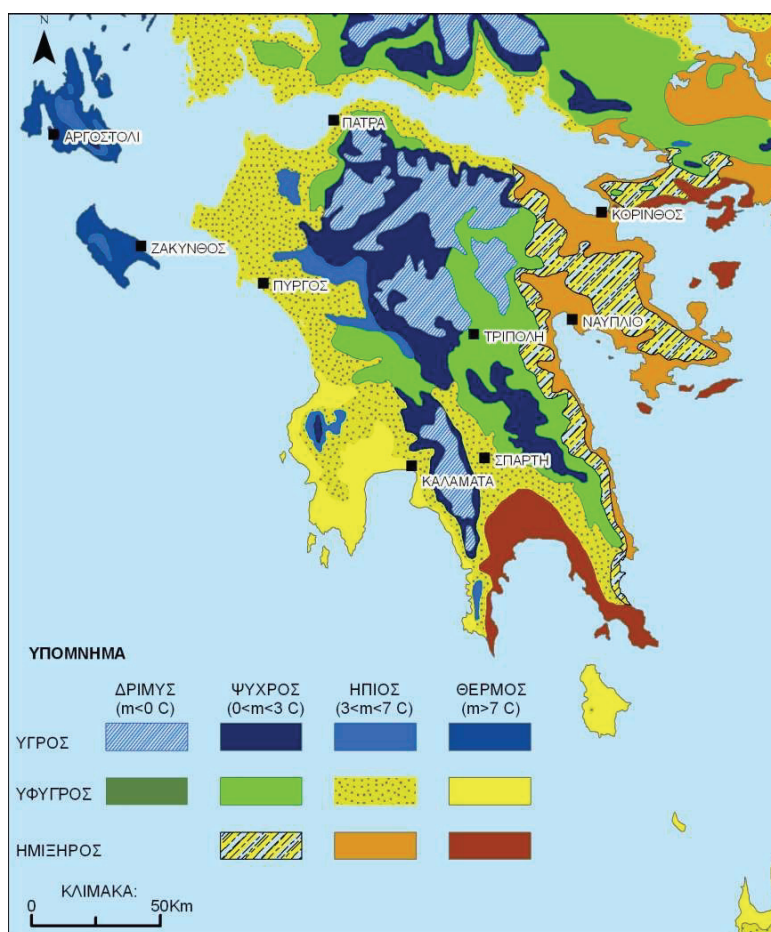 N
ΠΑΤΡΑ
ΑΡΓΟΣΤΟΛΙ
ΚΟΡΙΝΘΟΣ
ΖΑΚΥΝΘΟΣ
ΠΥΡΓΟΣ
ΝΑΥΠΛΙΟ
ΤΡΙΠΟΛΗ
ΣΠΑΡΤΗ
ΚΑΛΑΜΑΤΑ
ΥΠΟΜΝΗΜΑ
ΔΡΙΜΥΣ ΨΥΧΡΟΣ ΗΠΙΟΣ ΘΕΡΜΟΣ
(m<0 C) (0<m<3 C) (3<m<7 C) (m>7 C)
ΥΓΡΟΣ
ΥΦΥΓΡΟΣ
ΗΜΙΞΗΡΟΣ
ΚΛΙΜΑΚΑ:
0 50Km